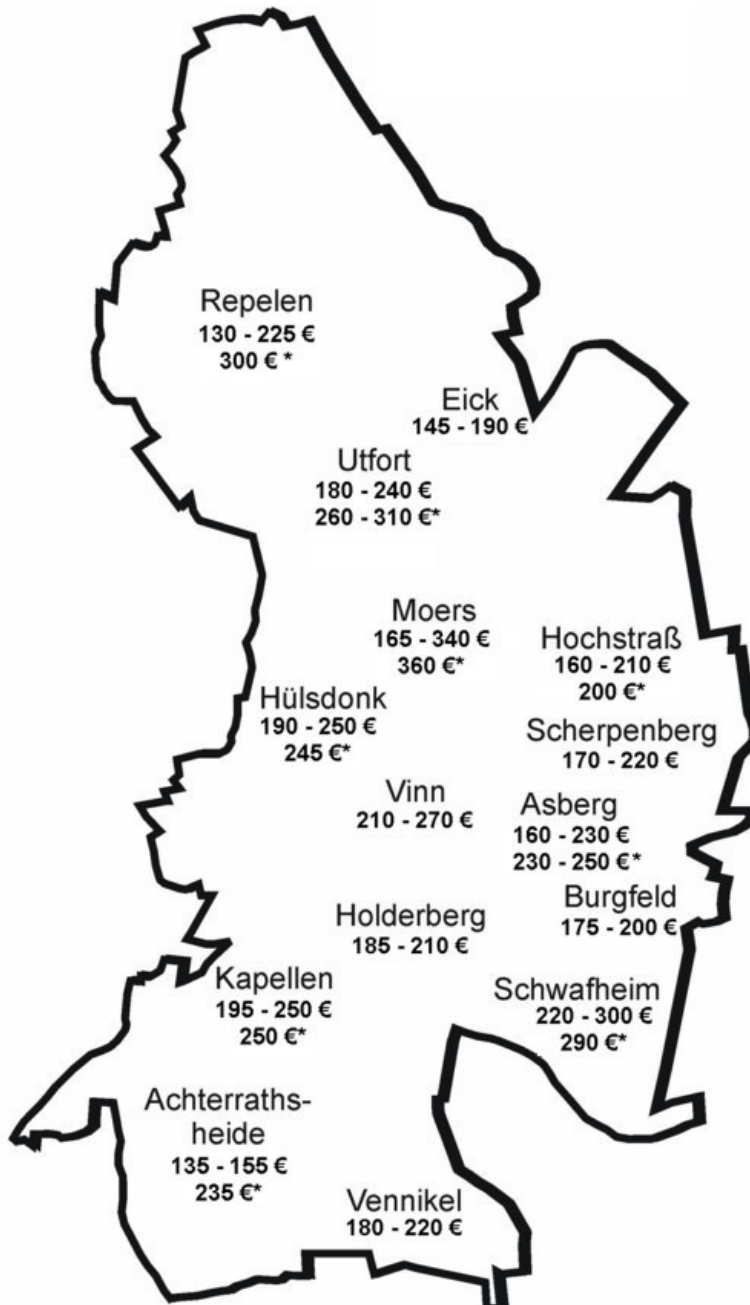 Repelen
130 - 225 €
300 € *
Eick
145 - 190 €
Utfort
180 - 240 €
260 - 310 €*
Moers
165 - 340 €
360 €*
Hochstraß
160 - 210 €
200 €*
Hülsdonk
190 - 250 €
245 €*
Scherpenberg
170 - 220 €
Vinn
210 - 270 €
Asberg
160 - 230 €
230 - 250 €*
Burgfeld
175 - 200 €
Holderberg
185 - 210 €
Kapellen
195 - 250 €
250 €*
Schwafheim
220 - 300 €
290 €*
Achterraths-
heide
135 - 155 €
235 €*
Vennikel
180 - 220 €